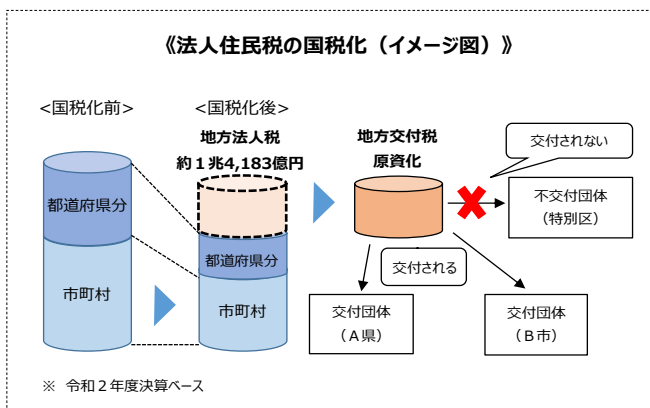 《法人住民税の国税化（イメージ図）》
<国税化前>
<国税化後>
地方法人税
約１兆4,183億円
地方交付税
原資化
交付されない
都道府県分
市町村
都道府県分
市町村
不交付団体
（特別区）
交付される
交付団体
（Ａ県）
交付団体
（Ｂ市）
※ 令和２年度決算ベース